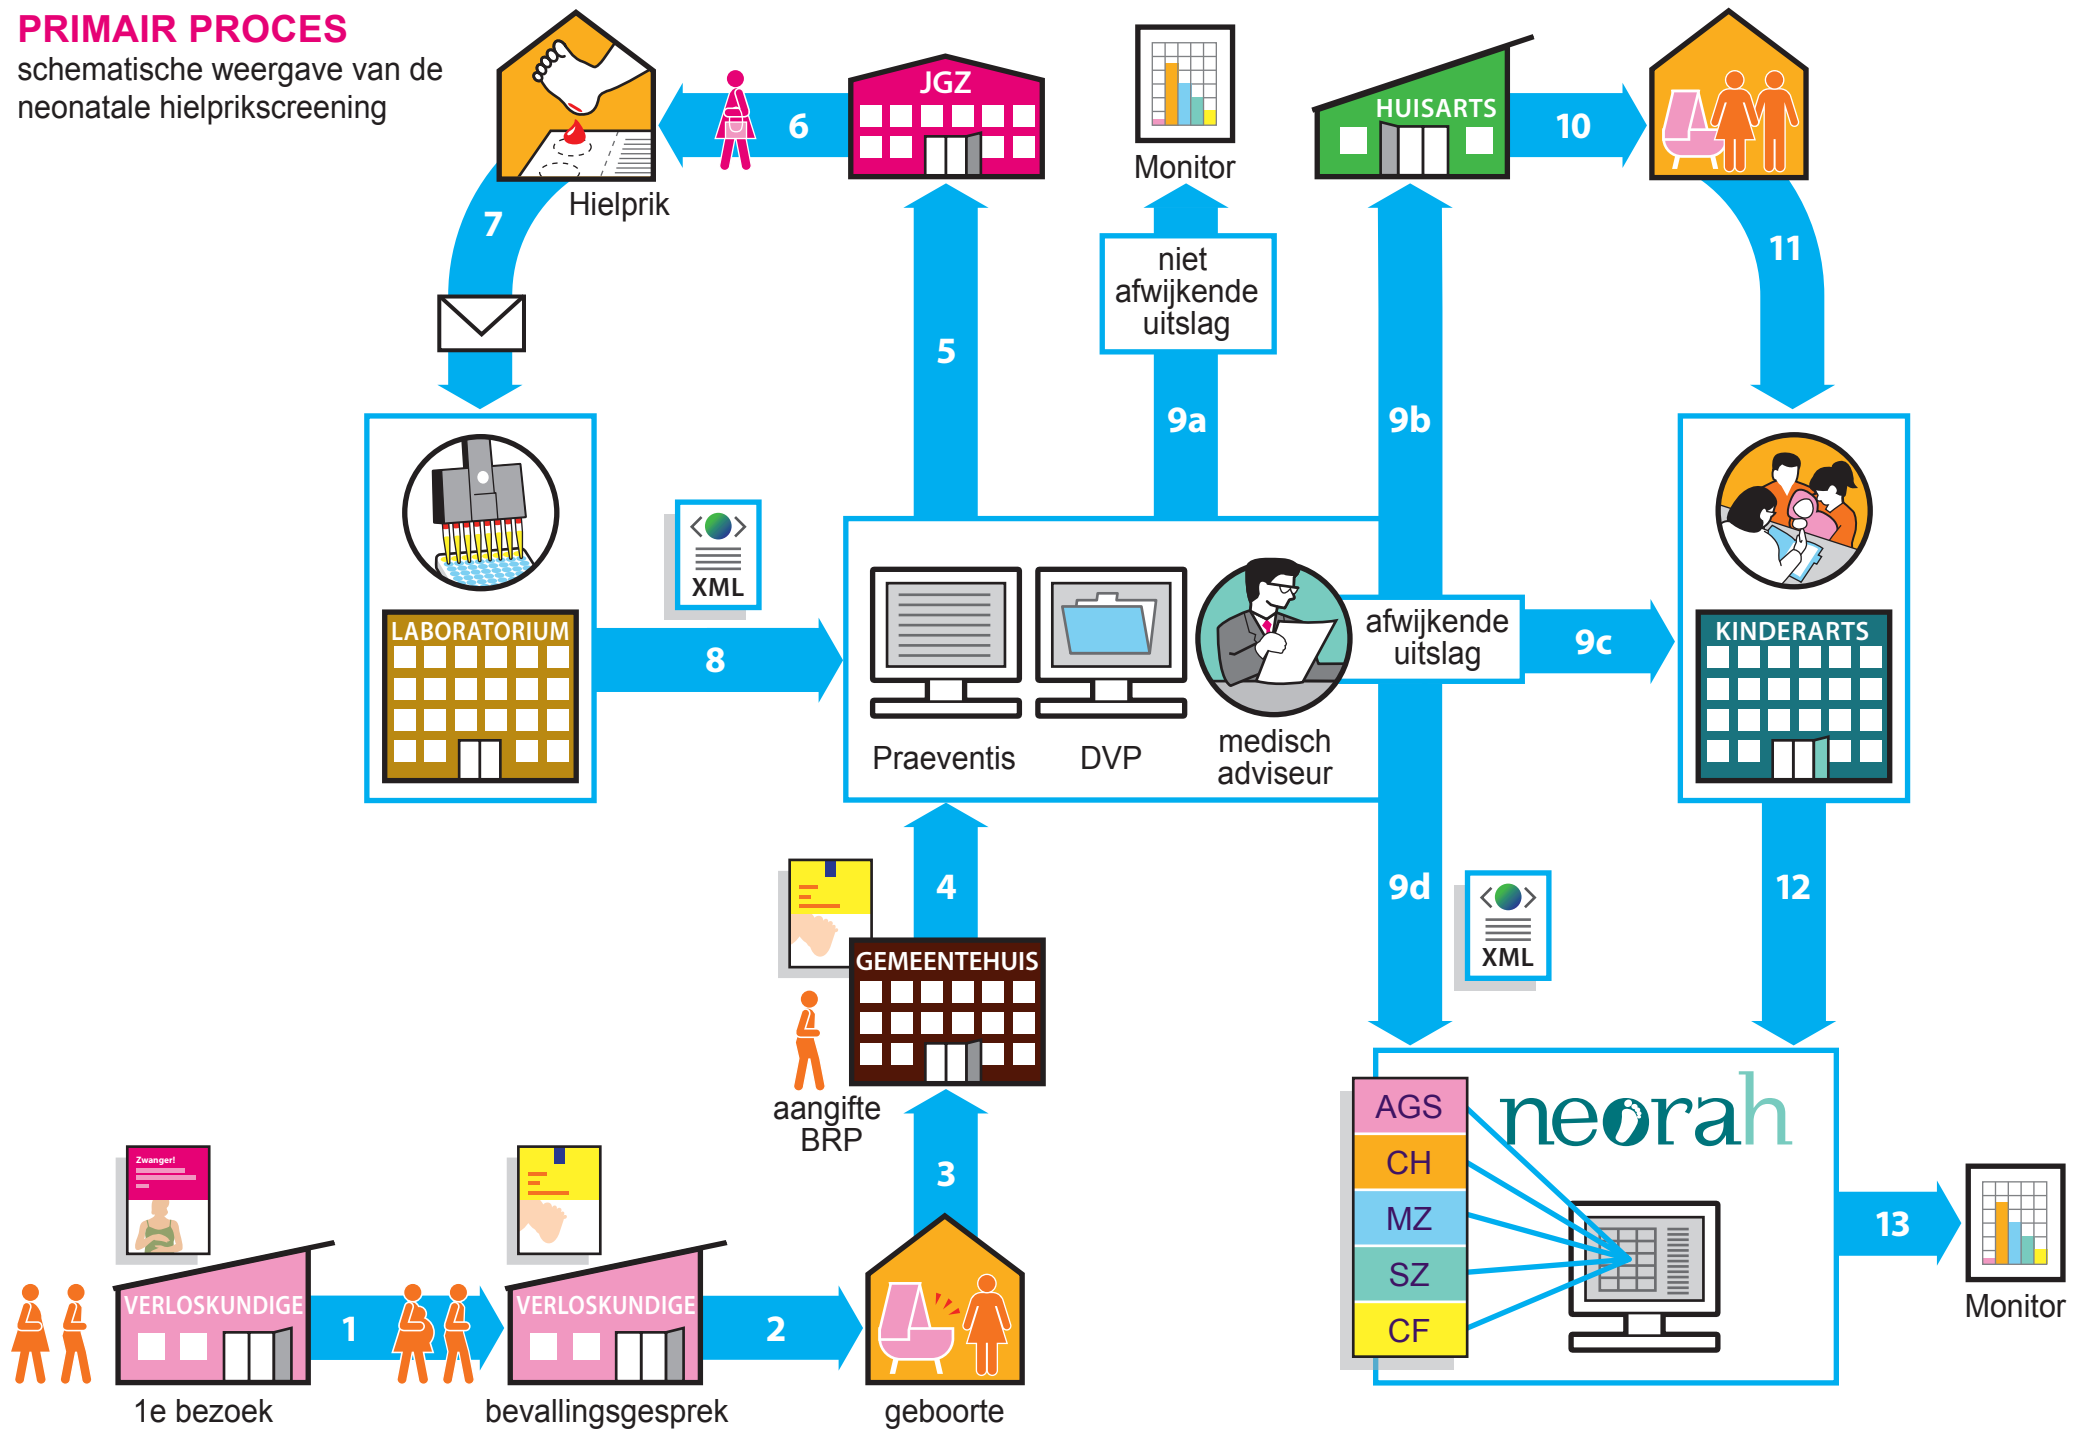 PRIMAIR PROCES
schematische weergave van de
neonatale hielprikscreening
JGZ
6
Hielprik
7
Monitor
HUISARTS
10
11
niet
afwijkende
uitslag
5
9a
9b
XML
LABORATORIUM
8
Praeventis
DVP
medisch
adviseur
afwijkende
uitslag
9c
KINDERARTS
4
9d
XML
12
GEMEENTEHUIS
aangifte
BRP
3
neorah
AGS
CH
MZ
SZ
CF
13
Monitor
Zwanger!
VERLOSKUNDIGE
1
VERLOSKUNDIGE
2
1e bezoek
bevallingsgesprek
geboorte